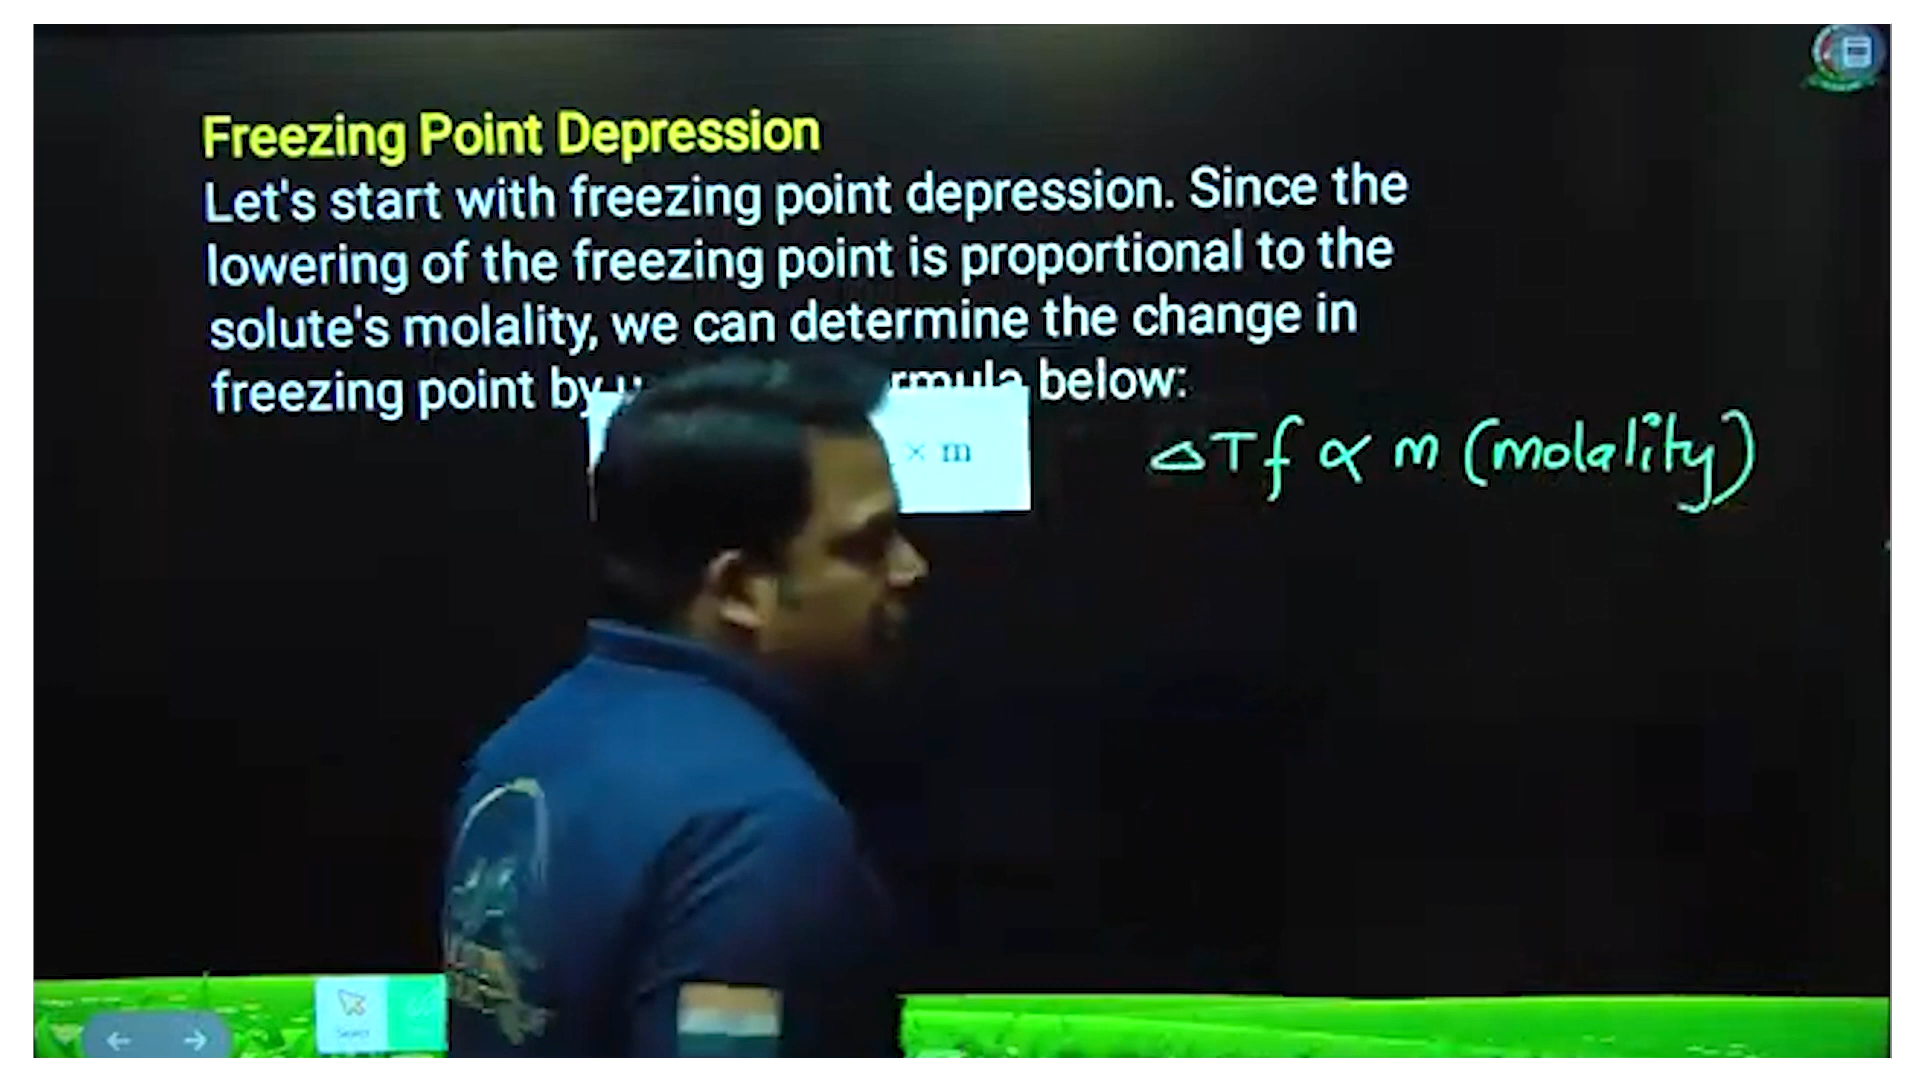 Freezing Point Depression
Let's start with freezing point depression. Since the
lowering of the freezing point is proportional to the
solute's molality, we can determine the change in
freezing point by below:
× m
ΔTf ∝ m (molality)
Select